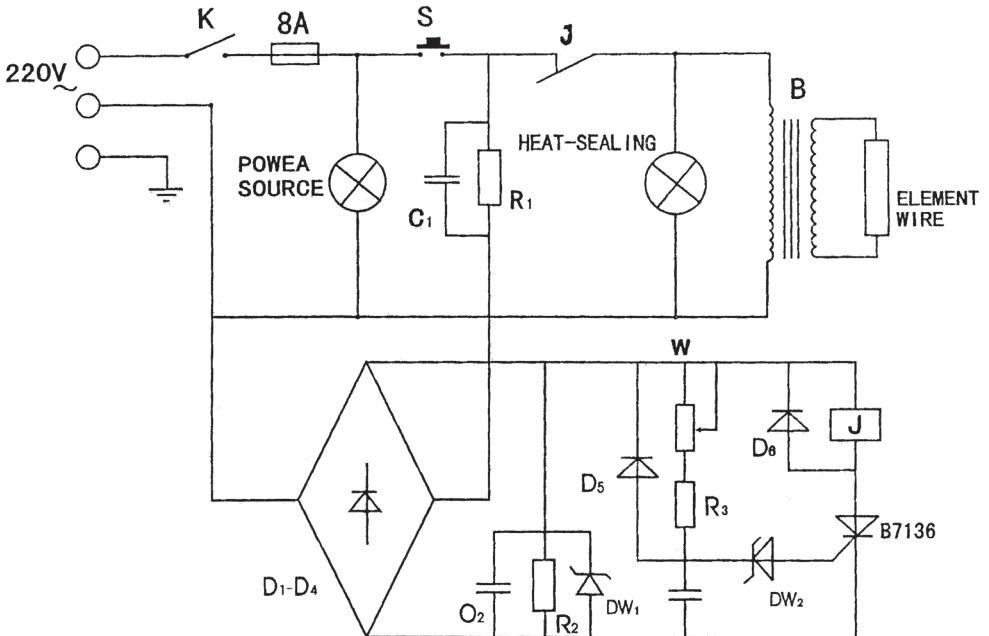 K
8A
S
J
220V
~
B
HEAT-SEALING
POWEA
SOURCE
C1
R1
ELEMENT
WIRE
W
J
D6
D5
R3
B7136
D1-D4
O2
R2
DW1
DW2